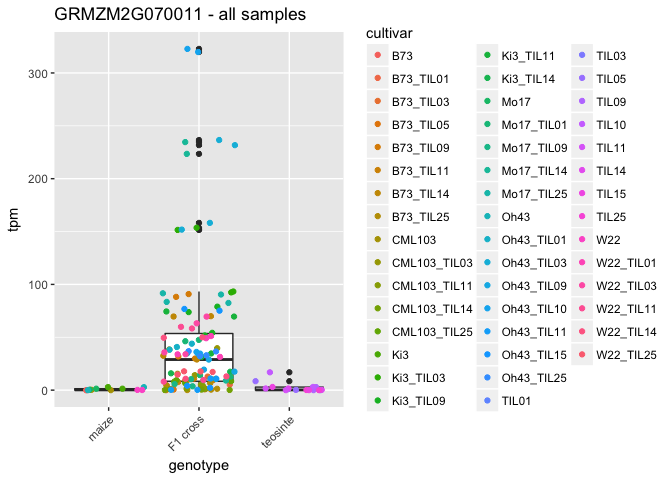 GRMZM2G070011 - all samples
tpm
300
200
100
0
maize
F1 cross
teosinte
genotype
cultivar
B73
B73_TIL01
B73_TIL03
B73_TIL05
B73_TIL09
B73_TIL11
B73_TIL14
B73_TIL25
CML103
CML103_TIL03
CML103_TIL11
CML103_TIL14
CML103_TIL25
Ki3
Ki3_TIL03
Ki3_TIL09
Ki3_TIL11
Ki3_TIL14
Mo17
Mo17_TIL01
Mo17_TIL09
Mo17_TIL14
Mo17_TIL25
Oh43
Oh43_TIL01
Oh43_TIL03
Oh43_TIL09
Oh43_TIL10
Oh43_TIL11
Oh43_TIL15
Oh43_TIL25
TIL01
TIL03
TIL05
TIL09
TIL10
TIL11
TIL14
TIL15
TIL25
W22
W22_TIL01
W22_TIL03
W22_TIL11
W22_TIL14
W22_TIL25